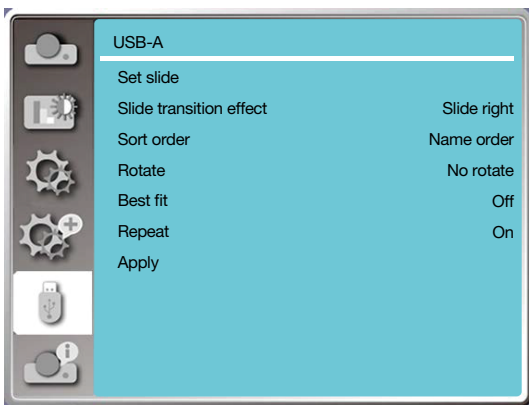 USB-A
Set slide
Slide transition effect Slide right
Sort order Name order
Rotate No rotate
Best fit Off
Repeat On
Apply